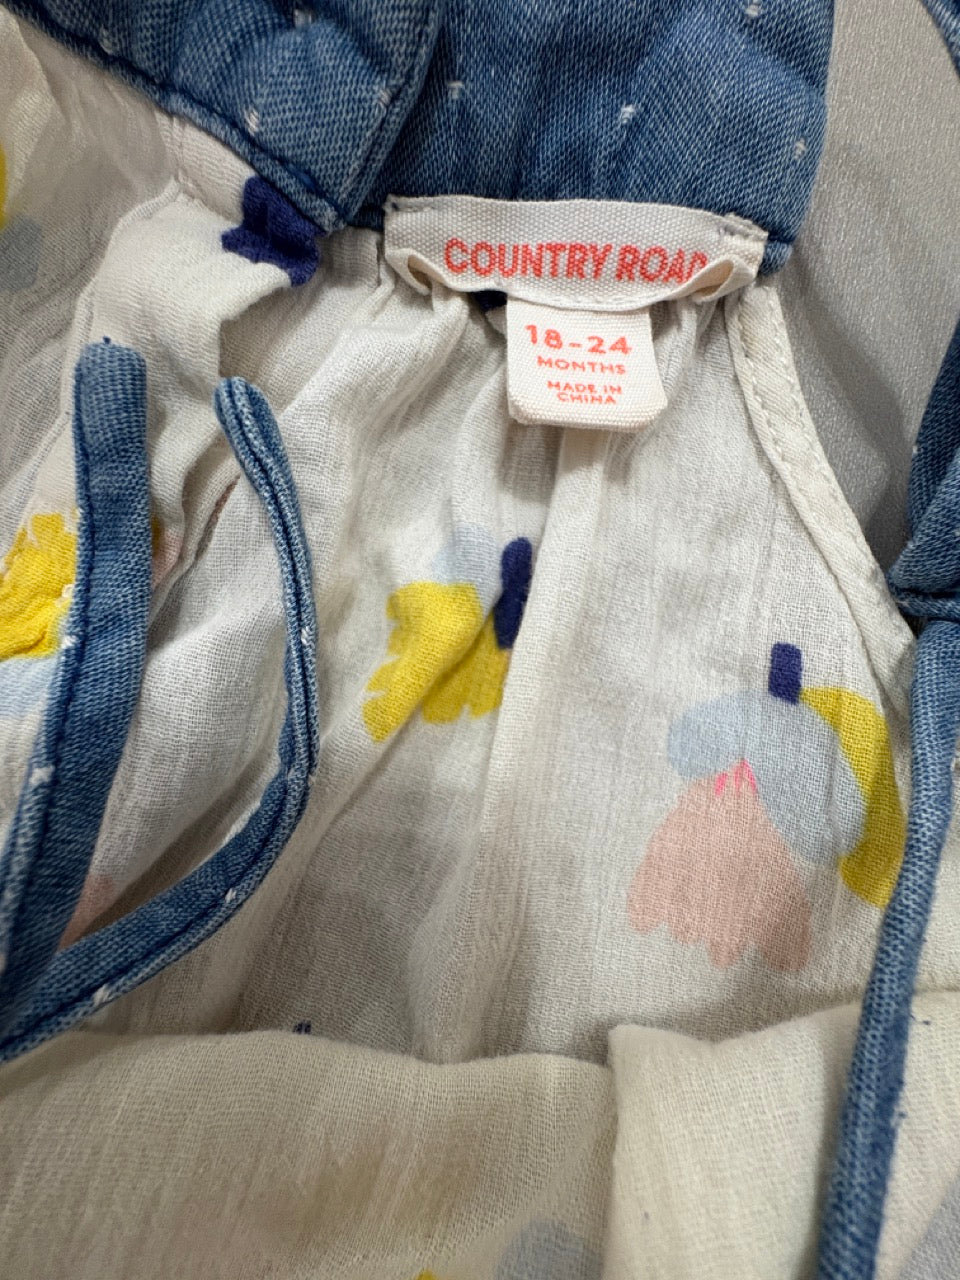 COUNTRY ROAD
18-24
MONTHS
MADE IN
CHINA